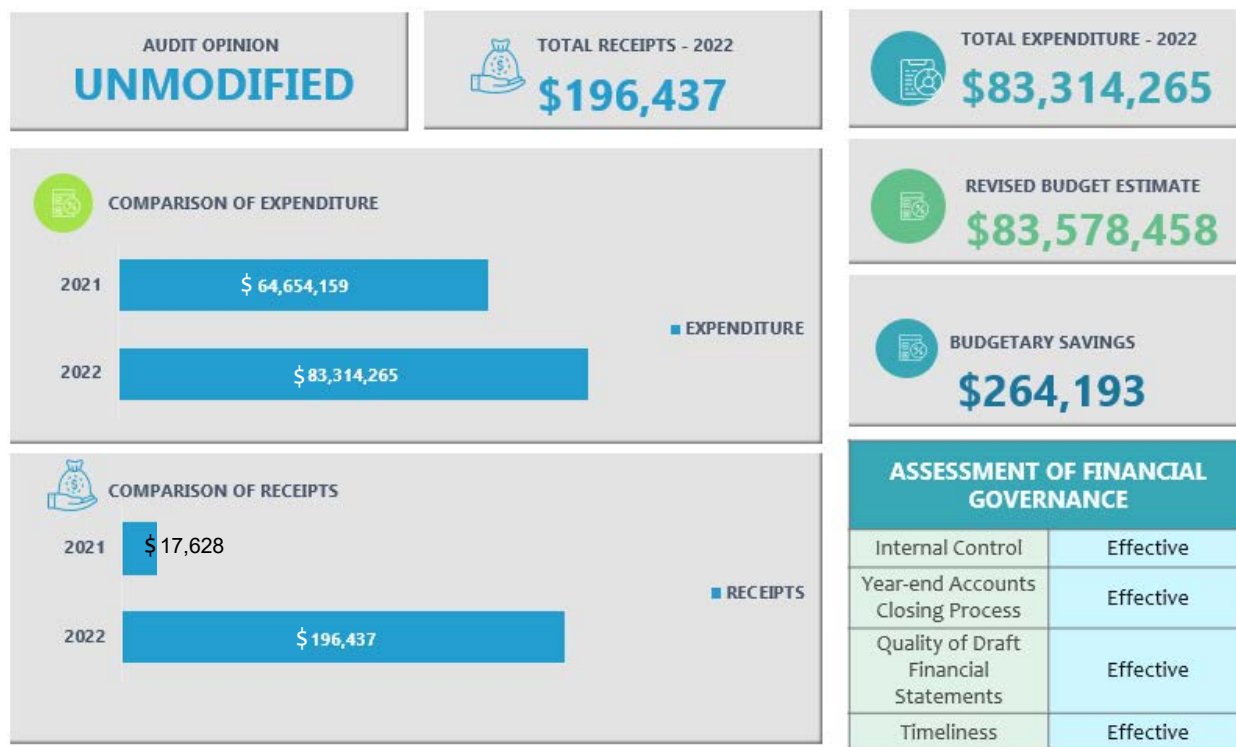 AUDIT OPINION
UNMODIFIED
TOTAL RECEIPTS - 2022
$196,437
TOTAL EXPENDITURE - 2022
$83,314,265
COMPARISON OF EXPENDITURE
2021
$ 64,654,159
2022
$ 83,314,265
EXPENDITURE
REVISED BUDGET ESTIMATE
$83,578,458
BUDGETARY SAVINGS
$264,193
COMPARISON OF RECEIPTS
2021
$ 17,628
2022
$ 196,437
RECEIPTS
ASSESSMENT OF FINANCIAL
GOVERNANCE
Internal Control
Effective
Year-end Accounts
Closing Process
Effective
Quality of Draft
Financial
Statements
Effective
Timeliness
Effective